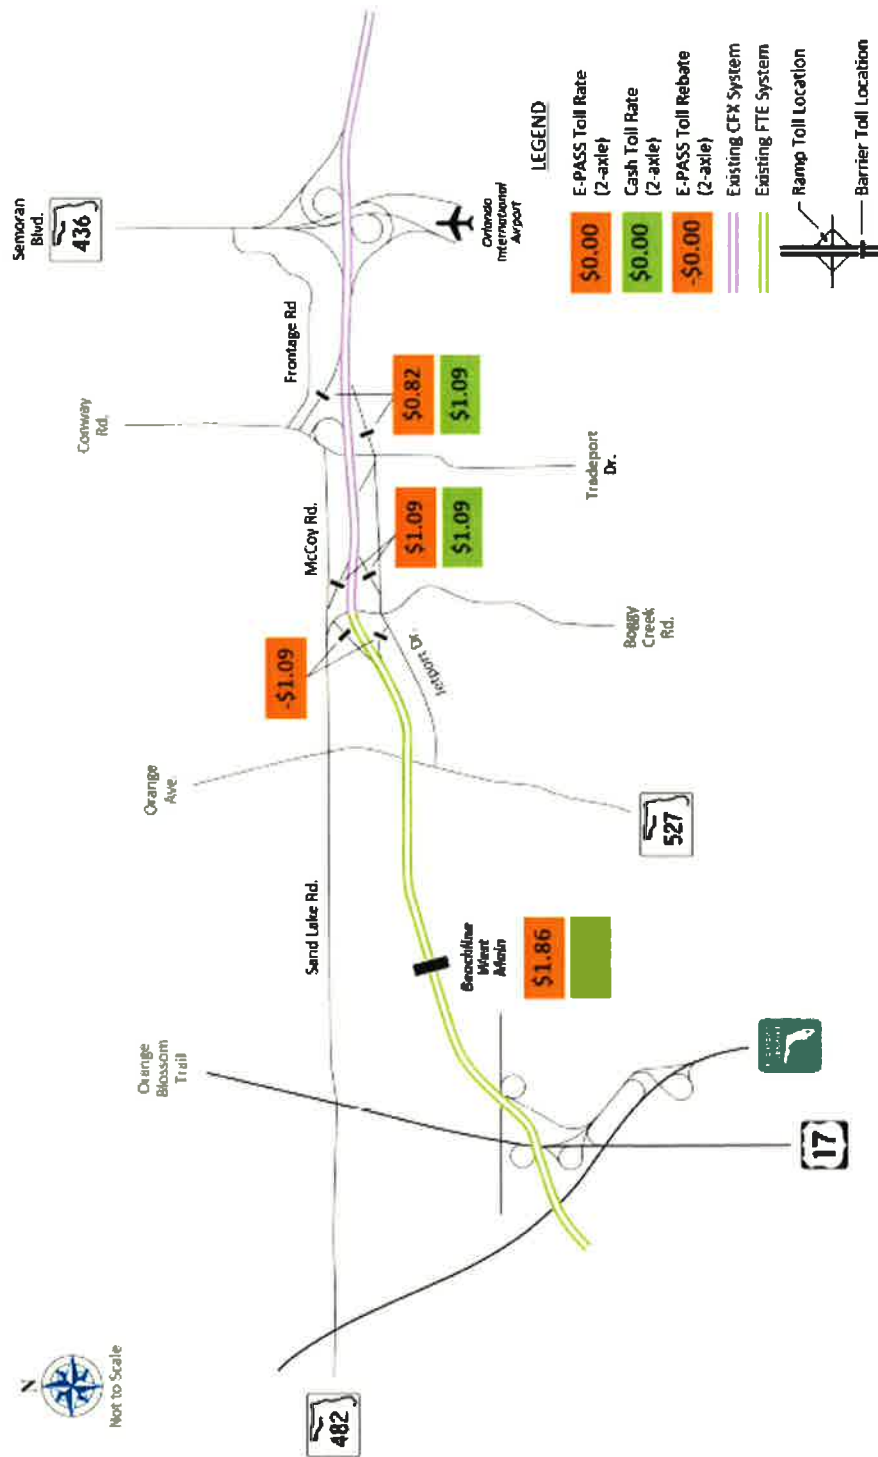 Semoran
Blvd.
436
Conway
Rd.
Frontage Rd
Orlando
International
Airport
McCoy Rd.
-$1.09
$0.82
$1.09
$1.09
$1.09
Tradeport
Dr.
Boggy
Creek
Rd.
Jetport Dr.
Orange
Ave.
527
Sand Lake Rd.
Beachline
West
Main
$1.86
Orange
Blossom
Trail
17
482
N
Not to Scale
LEGEND
$0.00
E-PASS Toll Rate
(2-axle)
$0.00
Cash Toll Rate
(2-axle)
-$0.00
E-PASS Toll Rebate
(2-axle)
Existing CFX System
Existing FTE System
Ramp Toll Location
Barrier Toll Location